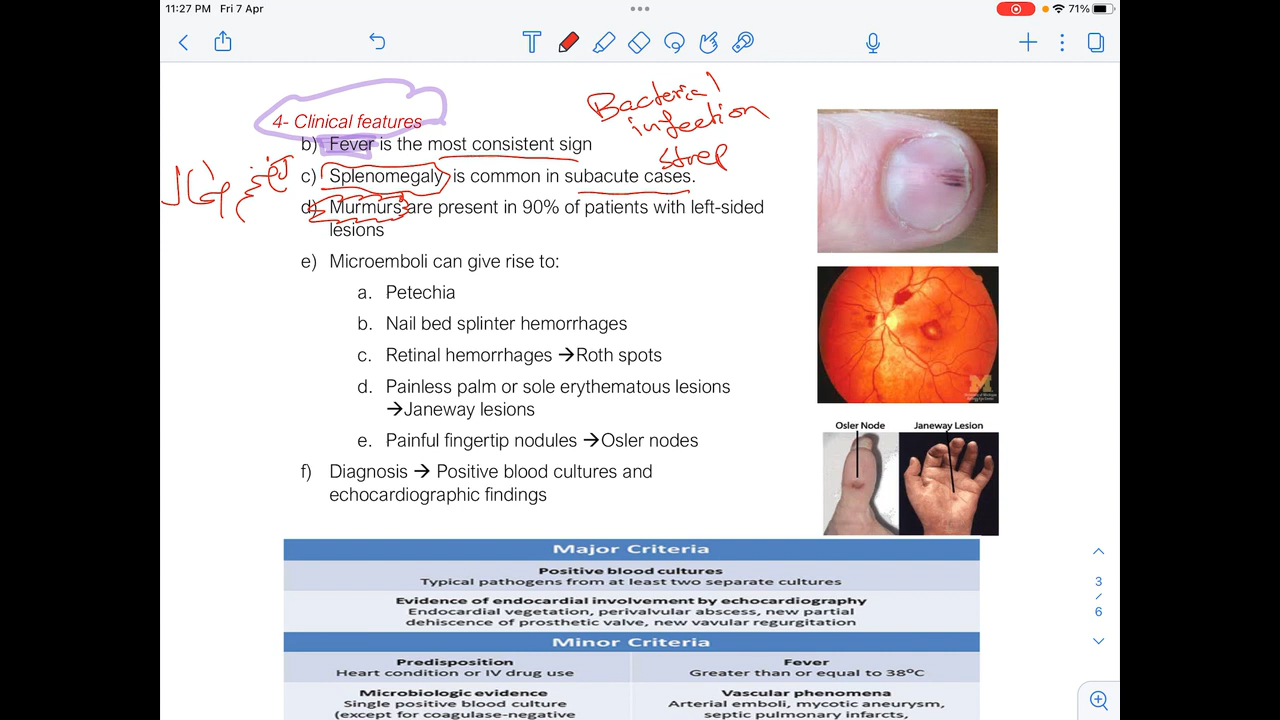 11:27 PM Fri 7 Apr
71%
Bacterial
infection
strep
4- Clinical features
b) Fever is the most consistent sign
c) Splenomegaly is common in subacute cases.
d) Murmurs are present in 90% of patients with left-sided
lesions
e) Microemboli can give rise to:
a. Petechia
b. Nail bed splinter hemorrhages
c. Retinal hemorrhages →Roth spots
d. Painless palm or sole erythematous lesions
→Janeway lesions
e. Painful fingertip nodules →Osler nodes
f) Diagnosis → Positive blood cultures and
echocardiographic findings
Osler Node Janeway Lesion
Major Criteria
Positive blood cultures
Typical pathogens from at least two separate cultures
Evidence of endocardial involvement by echocardiography
Endocardial vegetation, perivalvular abscess, new partial
dehiscence of prosthetic valve, new vavular regurgitation
Minor Criteria
Predisposition
Heart condition or IV drug use
Fever
Greater than or equal to 38ºC
Microbiologic evidence
Single positive blood culture
(except for coagulase-negative
Vascular phenomena
Arterial emboli, mycotic aneurysm,
septic pulmonary infarcts,
3
/
6